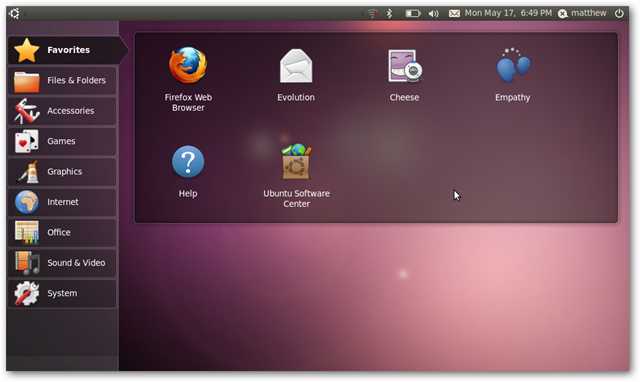 Mon May 17, 6:49 PM matthew
Favorites
Files & Folders
Accessories
Games
Graphics
Internet
Office
Sound & Video
System
Firefox Web
Browser
Evolution
Cheese
Empathy
Help
Ubuntu Software
Center